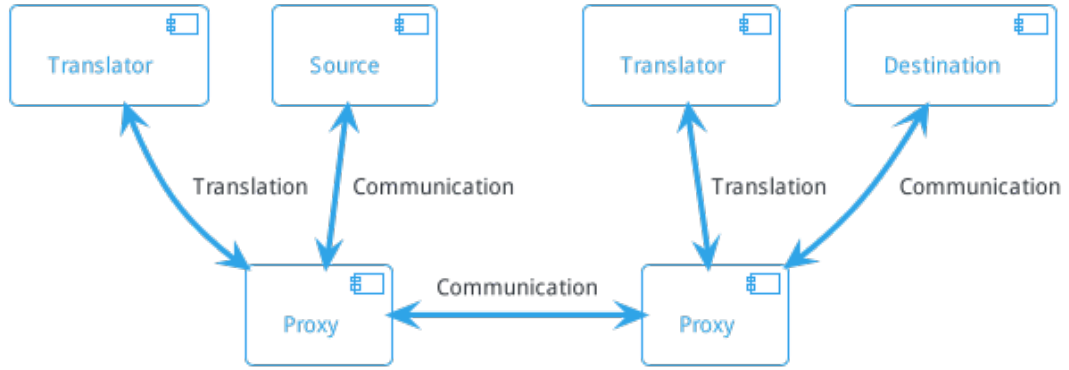 Translator
Source
Translator
Destination
Translation
Communication
Translation
Communication
Communication
Proxy
Proxy